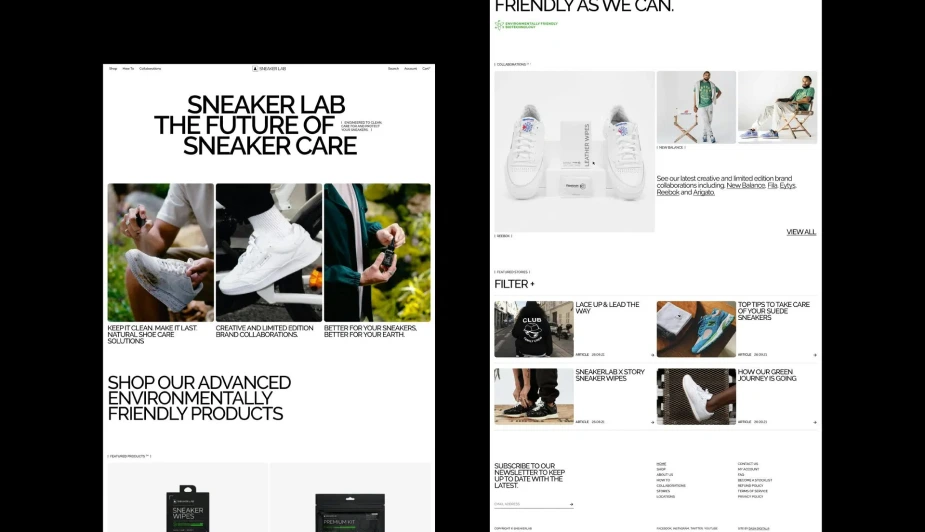 Shop
How To
Collaborations
SNEAKER LAB
Search
Account
Cart
SNEAKER LAB
THE FUTURE OF
SNEAKER CARE
ENGINEERED TO CLEAN
CARE FOR AND PROTECT
YOUR SNEAKERS
KEEP IT CLEAN. MAKE IT LAST.
NATURAL SHOE CARE
SOLUTIONS
CREATIVE AND LIMITED EDITION
BRAND COLLABORATIONS.
BETTER FOR YOUR SNEAKERS,
BETTER FOR YOUR EARTH.
SHOP OUR ADVANCED
ENVIRONMENTALLY
FRIENDLY PRODUCTS
FEATURED PRODUCTS
SNEAKER
WIPES
PREMIUM KIT
FRIENDLY AS WE CAN.
ENVIRONMENTALLY-FRIENDLY
BIOTECHNOLOGY
COLLABORATIONS
LEATHER WIPES
Reebok
[ NEW BALANCE ]
See our latest creative and limited edition brand
collaborations including, New Balance, Fila, Eytys,
Reebok and Arigato.
[ REEBOK ]
VIEW ALL
[ FEATURED STORIES ]
FILTER +
CLUB
LACE UP & LEAD THE
WAY
ARTICLE
TOP TIPS TO TAKE CARE
OF YOUR SUEDE
SNEAKERS
ARTICLE
SNEAKERLAB X STORY
SNEAKER WIPES
ARTICLE
HOW OUR GREEN
JOURNEY IS GOING
ARTICLE
SUBSCRIBE TO OUR
NEWSLETTER TO KEEP
UP TO DATE WITH THE
LATEST.
EMAIL ADDRESS
HOME
SHOP
ABOUT US
HOW TO
COLLABORATIONS
STORIES
LOCATIONS
CONTACT US
MY ACCOUNT
FAQ
BECOME A STOCKIST
REFUND POLICY
TERMS OF SERVICE
PRIVACY POLICY
FACEBOOK INSTAGRAM TWITTER YOUTUBE